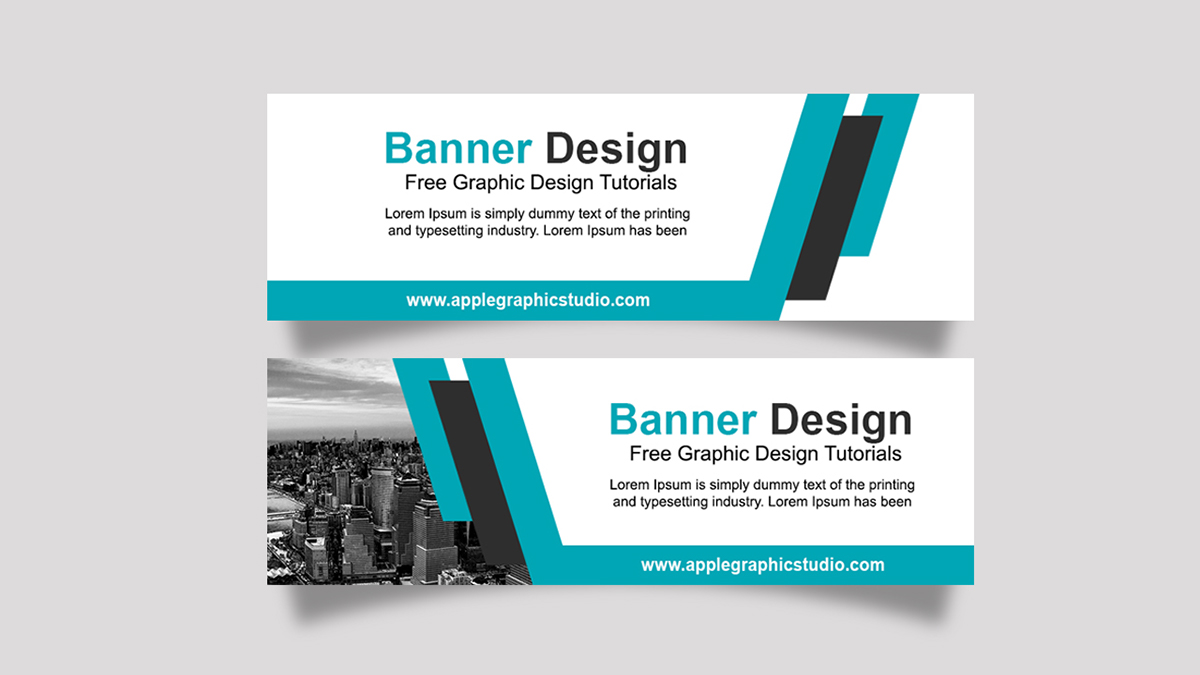 Banner Design
Free Graphic Design Tutorials
Lorem Ipsum is simply dummy text of the printing
and typesetting industry. Lorem Ipsum has been
www.applegraphicstudio.com
Banner Design
Free Graphic Design Tutorials
Lorem Ipsum is simply dummy text of the printing
and typesetting industry. Lorem Ipsum has been
www.applegraphicstudio.com